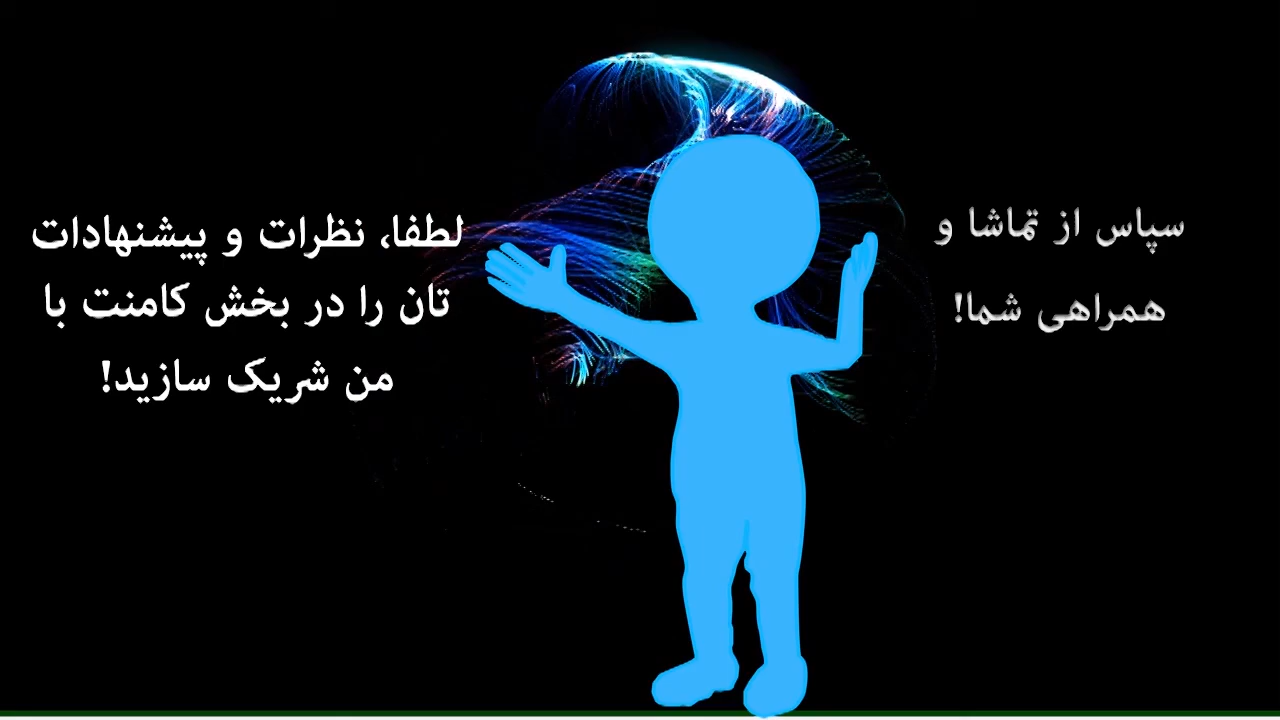 سپاس از تماشا و
همراهی شما!
لطفا، نظرات و پیشنهادات
تان را در بخش کامنت با
من شریک سازید!